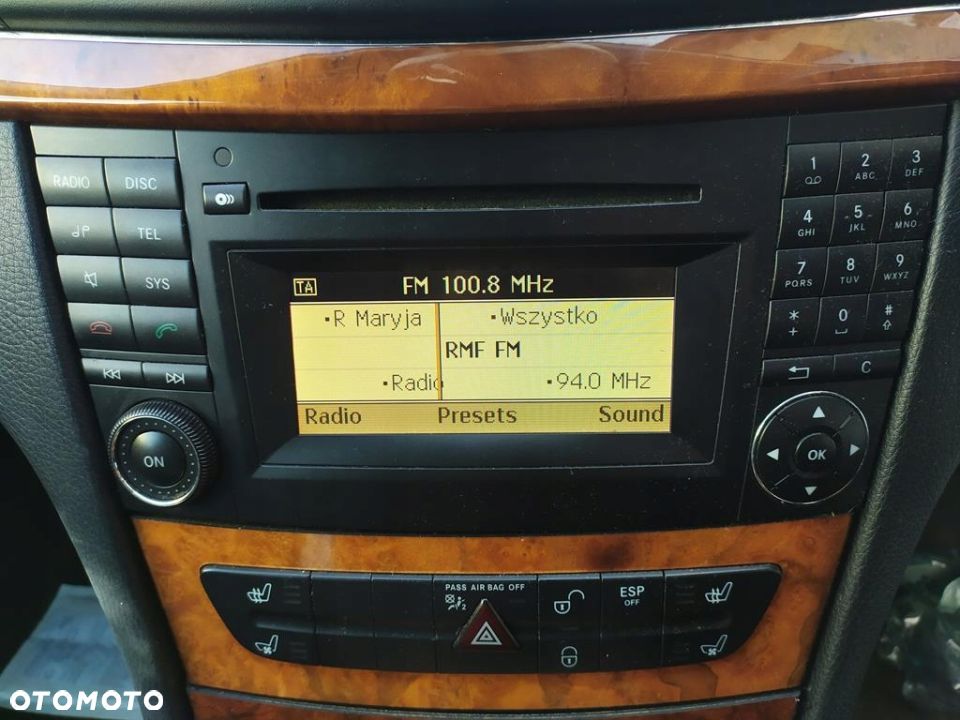 RADIO DISC
TEL
SYS
ON
TA FM 100.8 MHz
R Maryja Wszystko
RMF FM
Radio 94.0 MHz
Radio Presets Sound
1 2 ABC 3 DEF
4 GHI 5 JKL 6 MNO
7 PQRS 8 TUV 9 WXYZ
* + 0 # 
C
OK
PASS AIR BAG OFF
2
ESP
OFF
OTOMOTO